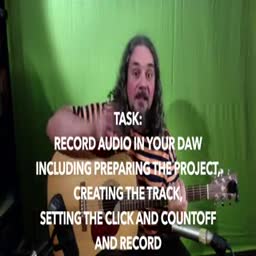 TASK:
RECORD AUDIO IN YOUR DAW
INCLUDING PREPARING THE PROJECT,
CREATING THE TRACK,
SETTING THE CLICK AND COUNTOFF
AND RECORD